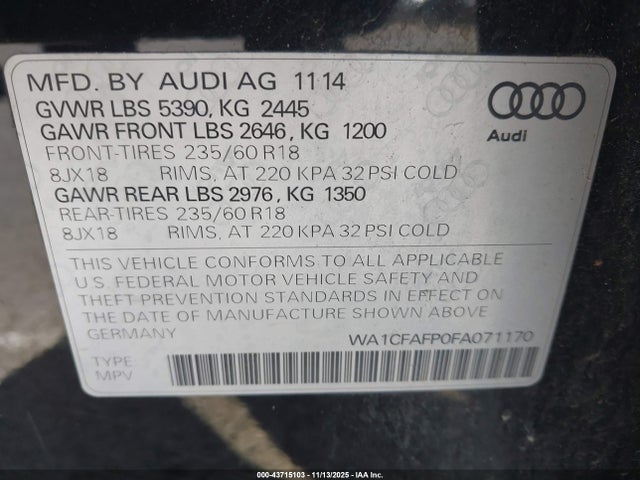 MFD. BY AUDI AG 1114
GVWR LBS 5390, KG 2445
GAWR FRONT LBS 2646, KG 1200
FRONT-TIRES 235/60 R18
8JX18 RIMS, AT 220 KPA 32 PSI COLD
GAWR REAR LBS 2976, KG 1350
REAR-TIRES 235/60 R18
8JX18 RIMS, AT 220 KPA 32 PSI COLD
Audi
THIS VEHICLE CONFORMS TO ALL APPLICABLE
U.S. FEDERAL MOTOR VEHICLE SAFETY AND
THEFT PREVENTION STANDARDS IN EFFECT ON
THE DATE OF MANUFACTURE SHOWN ABOVE
GERMANY
WA1CFAFP0FA071170
TYPE
MPV
000-43715103 - 11/13/2025 - IAA Inc.